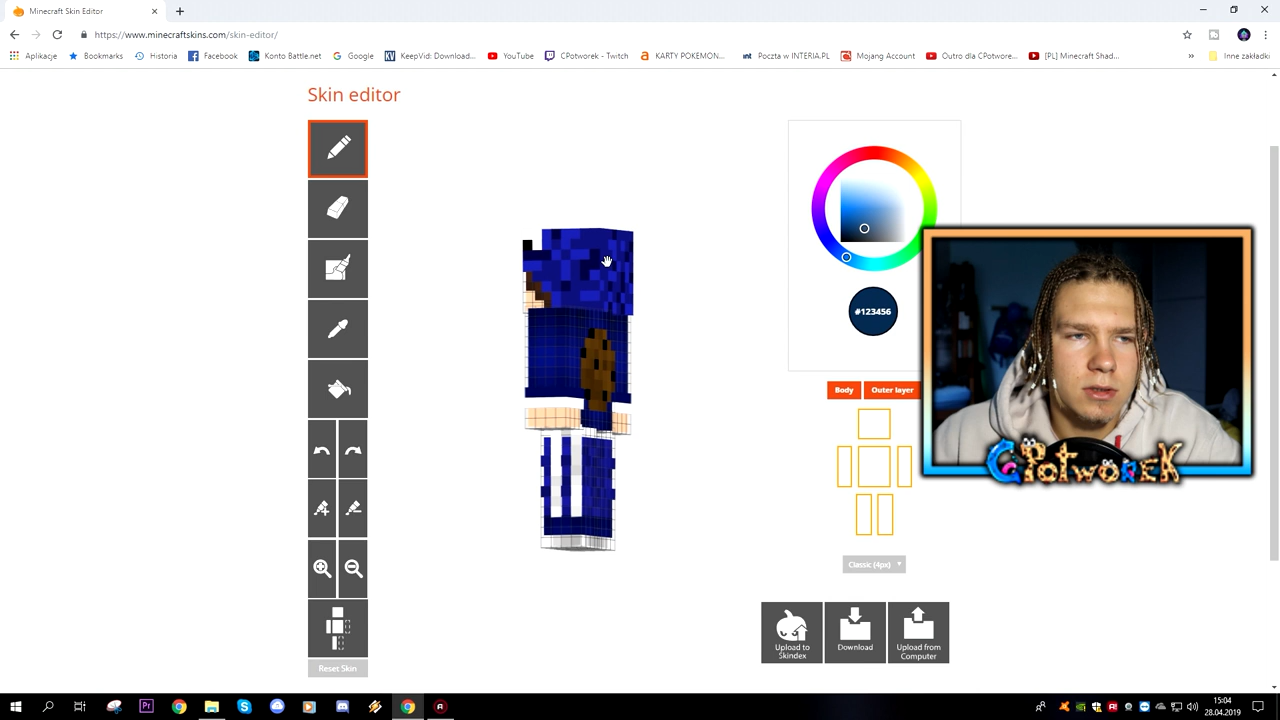 Minecraft Skin Editor
https://www.minecraftskins.com/skin-editor/
Aplikacje Bookmarks Historia Facebook Konto Battle.net Google KeepVid: Download... YouTube CPotworek - Twitch KARTY POKEMON... Poczta w INTERIA.PL Mojang Account Outro dla CPotwore... [PL] Minecraft Shad... » Inne zakładki
Skin editor
#123456
Body Outer layer
CPotworek
Classic (4px)
Upload to Skindex
Download
Upload from Computer
Reset Skin
15:04
28.04.2019